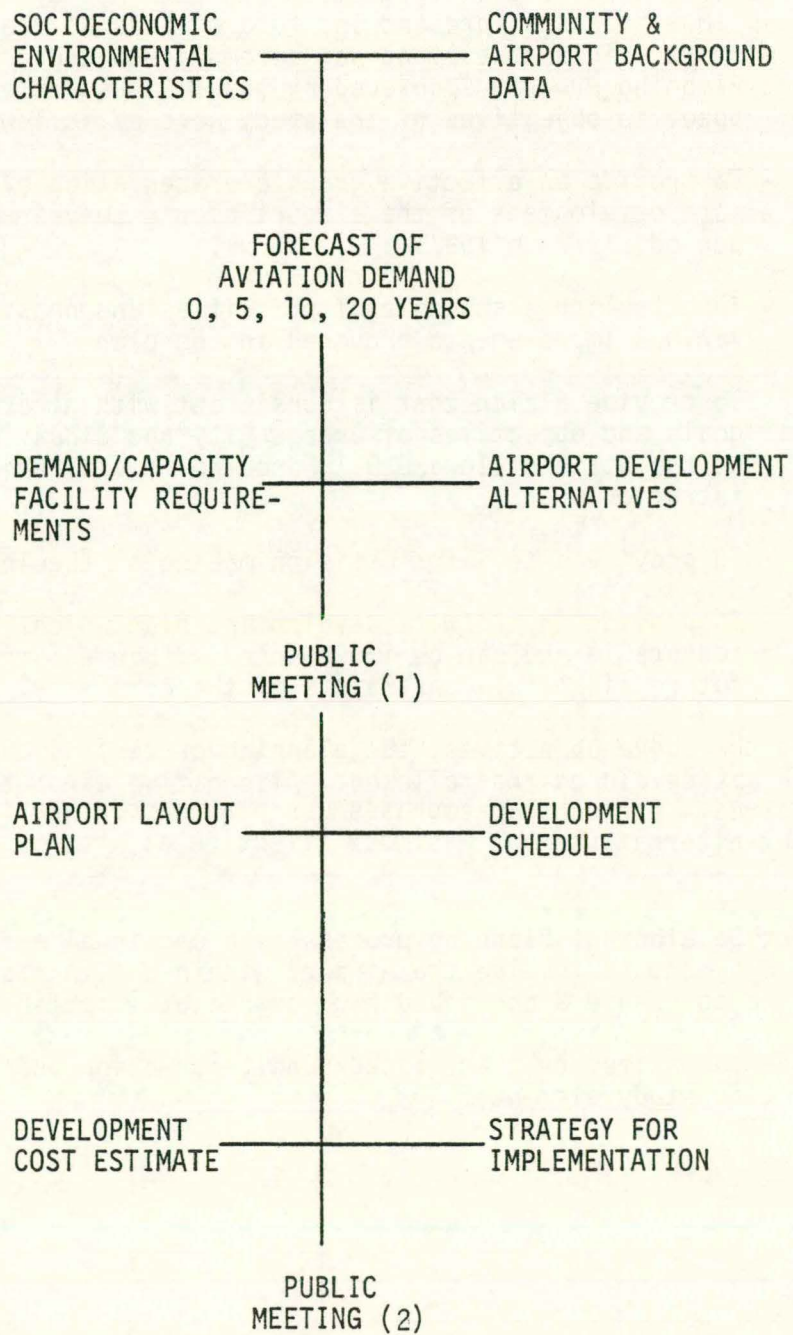 SOCIOECONOMIC
ENVIRONMENTAL
CHARACTERISTICS
COMMUNITY &
AIRPORT BACKGROUND
DATA
FORECAST OF
AVIATION DEMAND
0, 5, 10, 20 YEARS
DEMAND/CAPACITY
FACILITY REQUIRE-
MENTS
AIRPORT DEVELOPMENT
ALTERNATIVES
PUBLIC
MEETING (1)
AIRPORT LAYOUT
PLAN
DEVELOPMENT
SCHEDULE
DEVELOPMENT
COST ESTIMATE
STRATEGY FOR
IMPLEMENTATION
PUBLIC
MEETING (2)